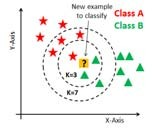 New example
to classify
Class A
Class B
Y-Axis
?
K=3
K=7
X-Axis